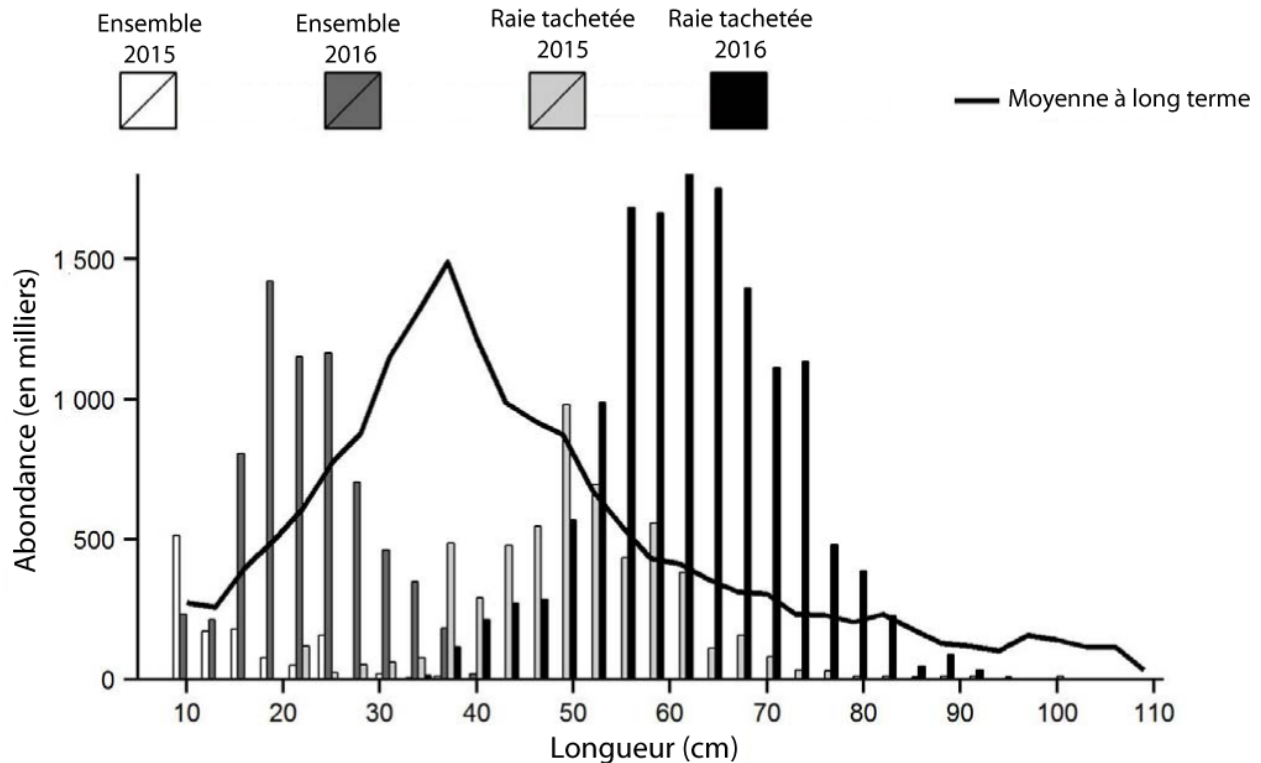 Ensemble
2015
Ensemble
2016
Raie tachetée
2015
Raie tachetée
2016
Moyenne à long terme
Abondance (en milliers)
1 500
1 000
500
0
10 20 30 40 50 60 70 80 90 100 110
Longueur (cm)